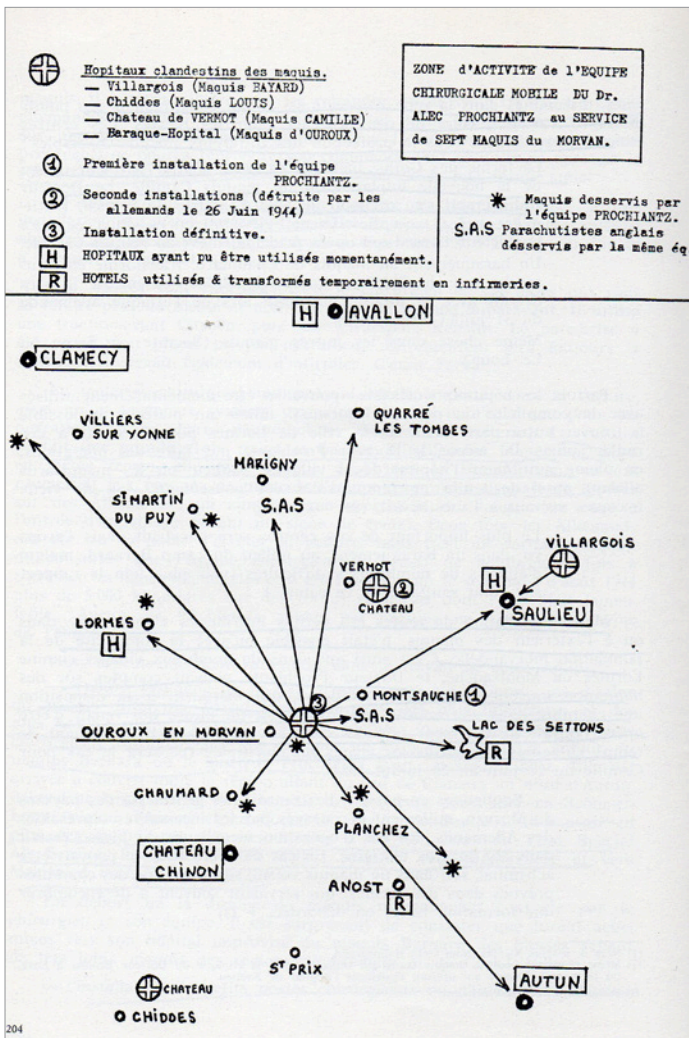 Hopitaux clandestins des maquis.
— Villargois (Maquis BAYARD)
— Chiddes (Maquis LOUIS)
— Chateau de VERMOT (Maquis CAMILLE)
— Baraque-Hopital (Maquis d'OUROUX)
1 Première installation de l'équipe
PROCHIANTZ.
2 Seconde installations (détruite par les
allemands le 26 Juin 1944)
3 Installation définitive.
H HOPITAUX ayant pu être utilisés momentanément.
R HOTELS utilisés & transformés temporairement en infirmeries.
ZONE d'ACTIVITE de l'EQUIPE
CHIRURGICALE MOBILE DU Dr.
ALEC PROCHIANTZ au SERVICE
de SEPT MAQUIS du MORVAN.
Maquis desservis par
l'équipe PROCHIANTZ.
S.A.S Parachutistes anglais
désservis par la même éq
H AVALLON
CLAMECY
VILLIERS
SUR YONNE
QUARRÉ
LES TOMBES
MARIGNY
S.A.S
ST MARTIN
DU PUY
VILLARGOIS
VERMOT
2
CHATEAU
H
SAULIEU
LORMES
H
MONTSAUCHE 1
3
S.A.S
OUROUX EN MORVAN
LAC DES SETTONS
R
CHAUMARD
PLANCHEZ
CHATEAU
CHINON
ANOST
R
ST PRIX
AUTUN
CHATEAU
CHIDDES
204